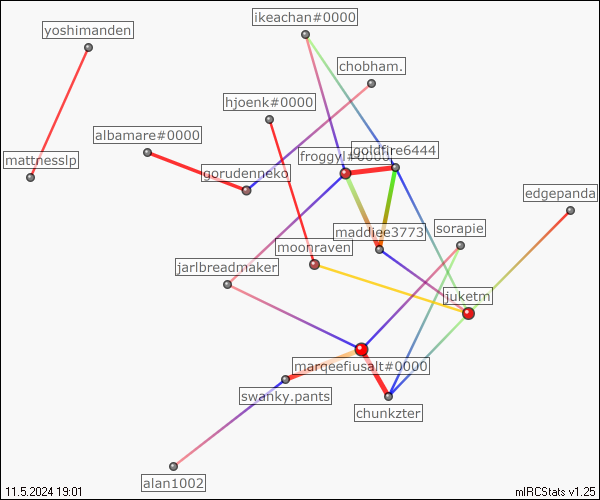 ikeachan#0000
yoshimanden
chobham.
hjoenk#0000
albamare#0000
goldfire6444
froggyl#0000
mattnesslp
gorudenneko
edgepanda
sorapie
maddiee3773
moonraven
jarlbreadmaker
juketm
marqeefiusalt#0000
swanky.pants
chunkzter
alan1002
11.5.2024 19:01
mIRCStats v1.25